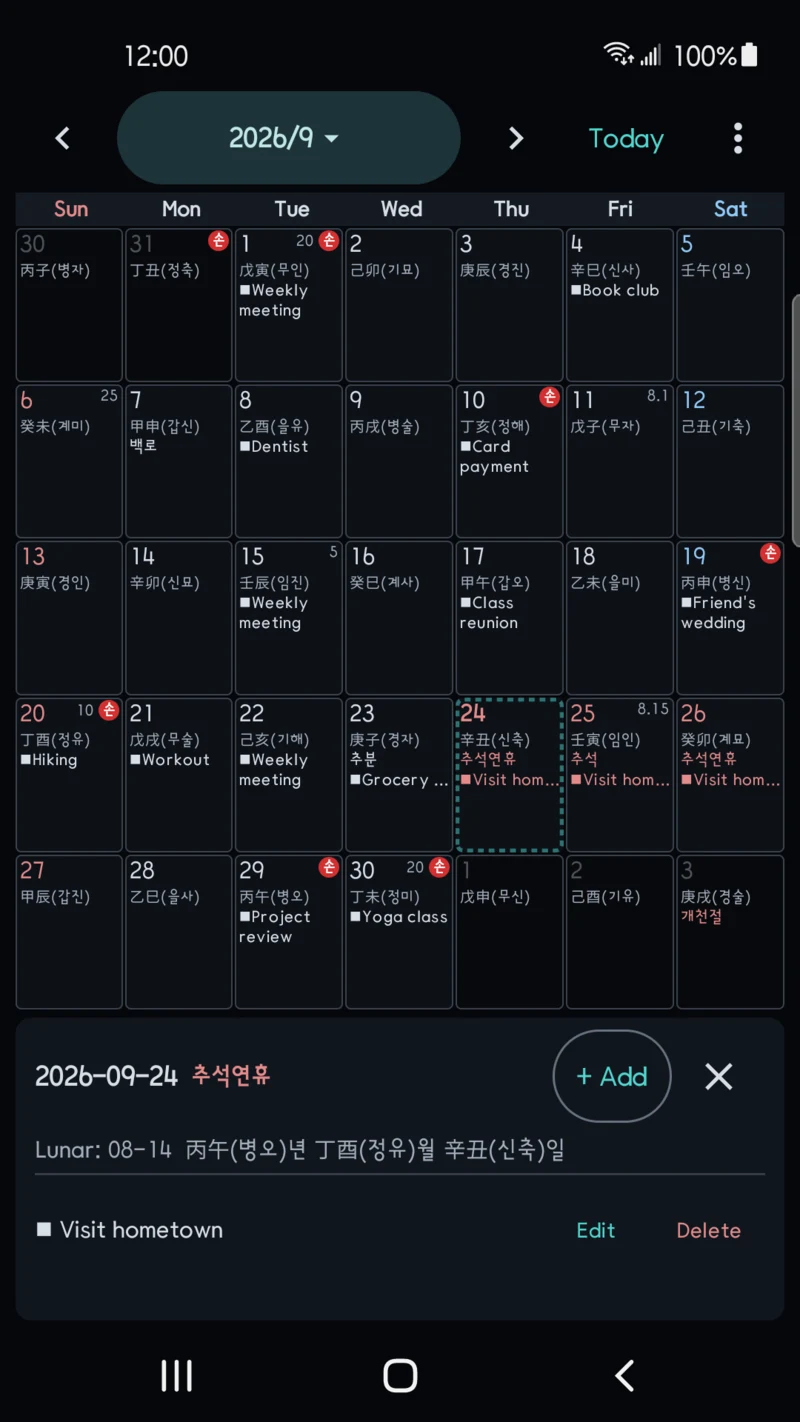 12:00 100%
2026/9 Today
Sun Mon Tue Wed Thu Fri Sat
30 31 손 1 20 손 2 3 4 5
丙子(병자) 丁丑(정축) 戊寅(무인) 己卯(기묘) 庚辰(경진) 辛巳(신사) 壬午(임오)
■Weekly ■Book club
meeting
6 25 7 8 9 10 손 11 8.1 12
癸未(계미) 甲申(갑신) 乙酉(을유) 丙戌(병술) 丁亥(정해) 戊子(무자) 己丑(기축)
백로 ■Dentist ■Card
payment
13 14 15 5 16 17 18 19 손
庚寅(경인) 辛卯(신묘) 壬辰(임진) 癸巳(계사) 甲午(갑오) 乙未(을미) 丙申(병신)
■Weekly ■Class ■Friend's
meeting reunion wedding
20 10 손 21 22 23 24 25 8.15 26
丁酉(정유) 戊戌(무술) 己亥(기해) 庚子(경자) 辛丑(신축) 壬寅(임인) 癸卯(계묘)
■Hiking ■Workout ■Weekly 추분 추석연휴 추석 추석연휴
meeting ■Grocery ... ■Visit hom... ■Visit hom... ■Visit hom...
27 28 29 손 30 20 손 1 2 3
甲辰(갑진) 乙巳(을사) 丙午(병오) 丁未(정미) 戊申(무신) 己酉(기유) 庚戌(경술)
■Project ■Yoga class 개천절
review
2026-09-24 추석연휴 + Add
Lunar: 08-14 丙午(병오)년 丁酉(정유)월 辛丑(신축)일
■ Visit hometown Edit Delete